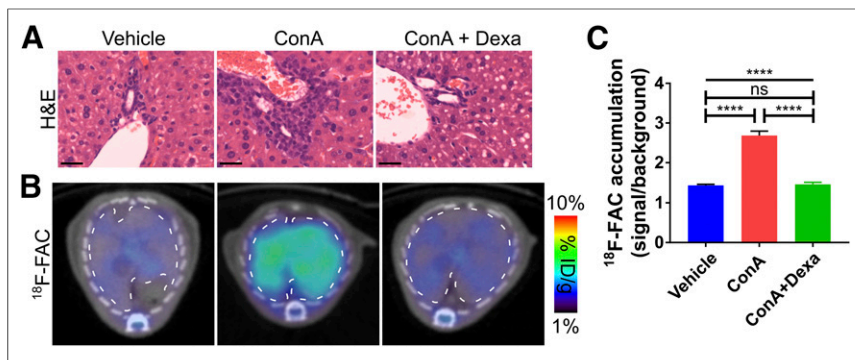 A
Vehicle
ConA
ConA + Dexa
H&E
B
18F-FAC
10%
% ID/g
1%
C
18F-FAC accumulation
(signal/background)
4
3
2
1
0
****
ns
**** ****
Vehicle
ConA
ConA+Dexa